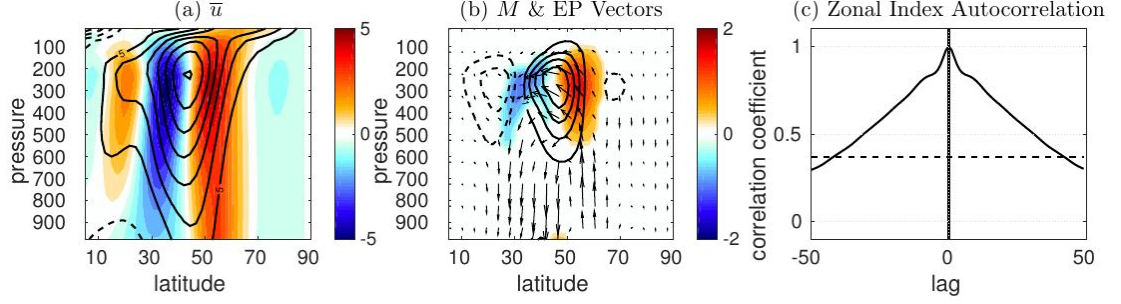 (a) u̅
pressure
100
200
300
400
500
600
700
800
900
10 30 50 70 90
latitude
-5
-5
5
0
-5
(b) M & EP Vectors
pressure
100
200
300
400
500
600
700
800
900
10 30 50 70 90
latitude
2
0
-2
(c) Zonal Index Autocorrelation
correlation coefficient
1
0.5
0
-50 0 50
lag